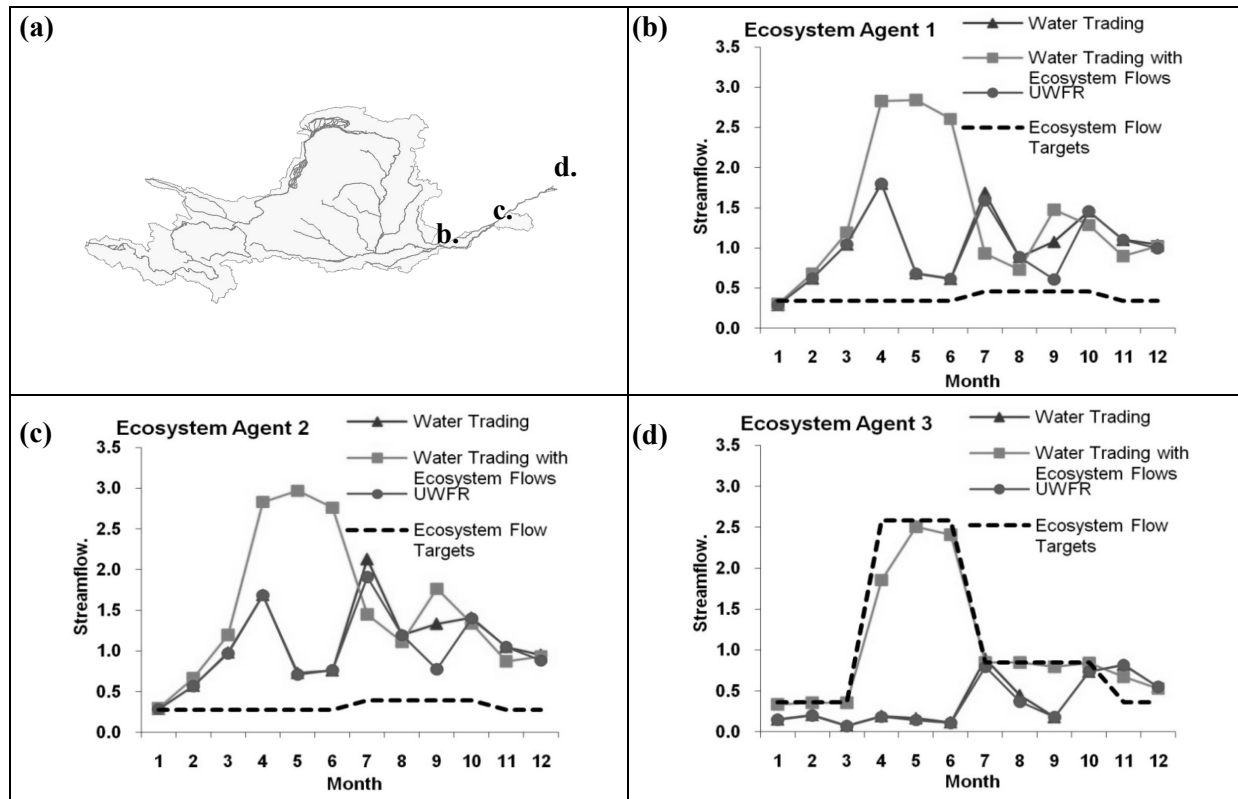 (a)
d.
c.
b.
(b)
Ecosystem Agent 1
Water Trading
Water Trading with
Ecosystem Flows
UWFR
Ecosystem Flow
Targets
3.5
3.0
2.5
2.0
1.5
1.0
0.5
0.0
Streamflow.
1 2 3 4 5 6 7 8 9 10 11 12
Month
(c)
Ecosystem Agent 2
Water Trading
Water Trading with
Ecosystem Flows
UWFR
Ecosystem Flow
Targets
3.5
3.0
2.5
2.0
1.5
1.0
0.5
0.0
Streamflow.
1 2 3 4 5 6 7 8 9 10 11 12
Month
(d)
Ecosystem Agent 3
Water Trading
Water Trading with
Ecosystem Flows
UWFR
Ecosystem Flow
Targets
3.5
3.0
2.5
2.0
1.5
1.0
0.5
0.0
Streamflow.
1 2 3 4 5 6 7 8 9 10 11 12
Month